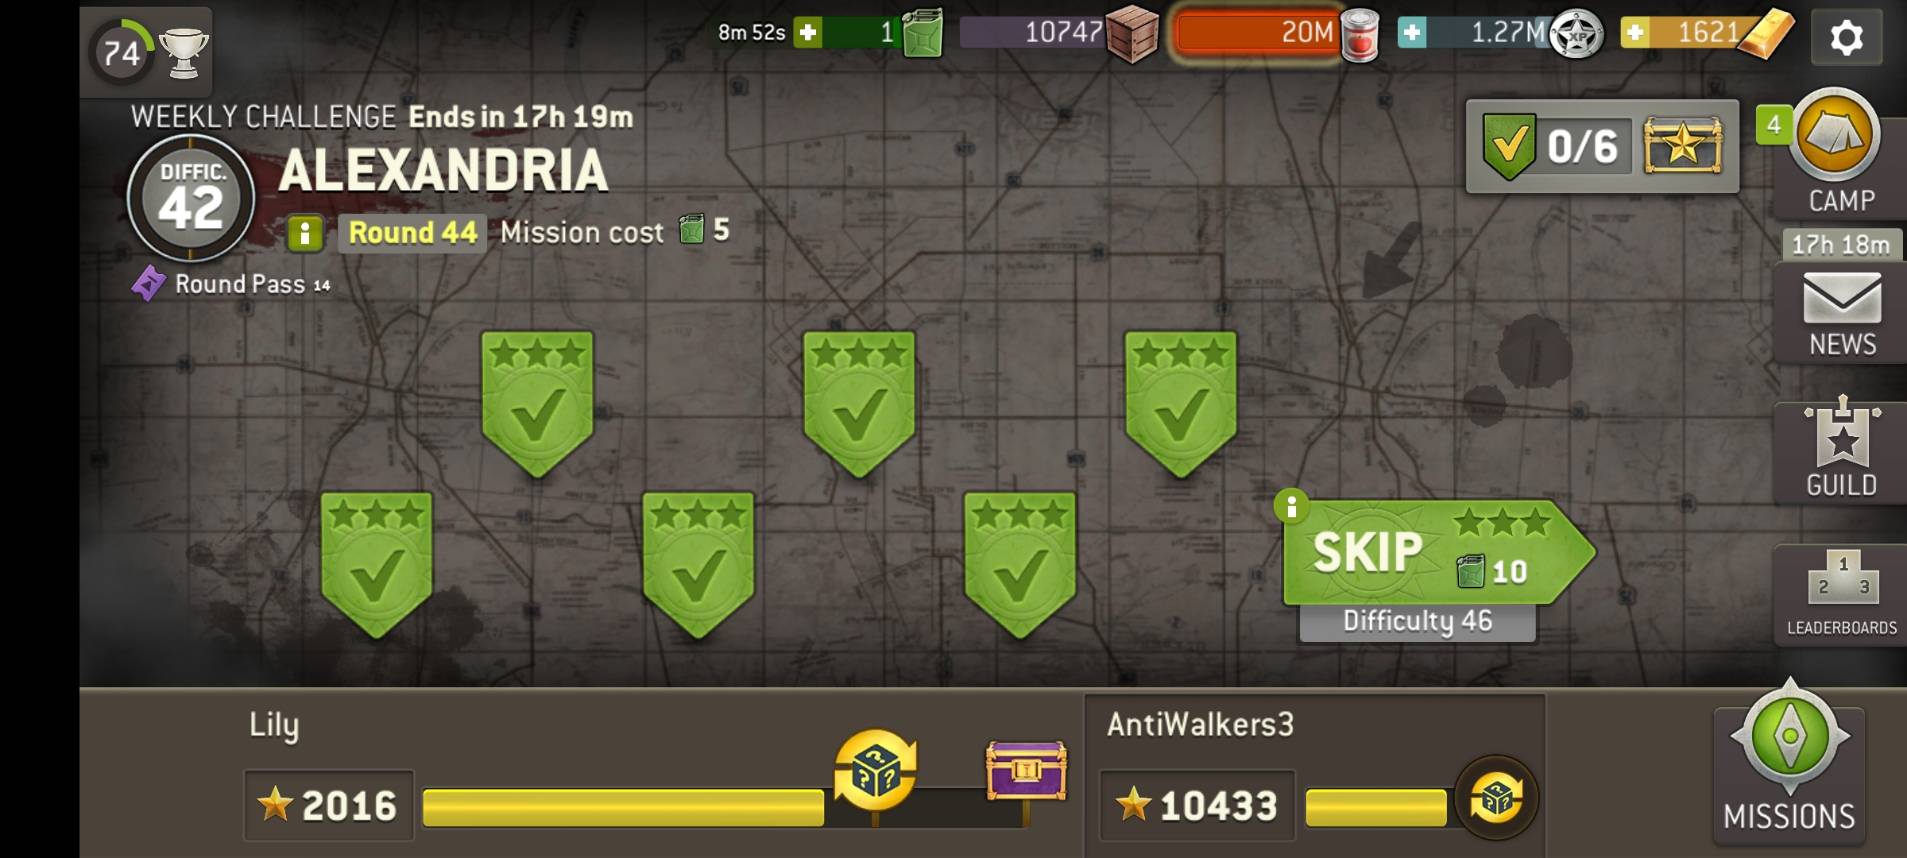 74
8m 52s
1
10747
20M
1.27M
XP
1621
WEEKLY CHALLENGE Ends in 17h 19m
DIFFIC.
42
ALEXANDRIA
Round 44 Mission cost 5
Round Pass 14
0/6
4
CAMP
17h 18m
NEWS
GUILD
1
2 3
LEADERBOARDS
SKIP
10
Difficulty 46
Lily
2016
AntiWalkers3
10433
MISSIONS